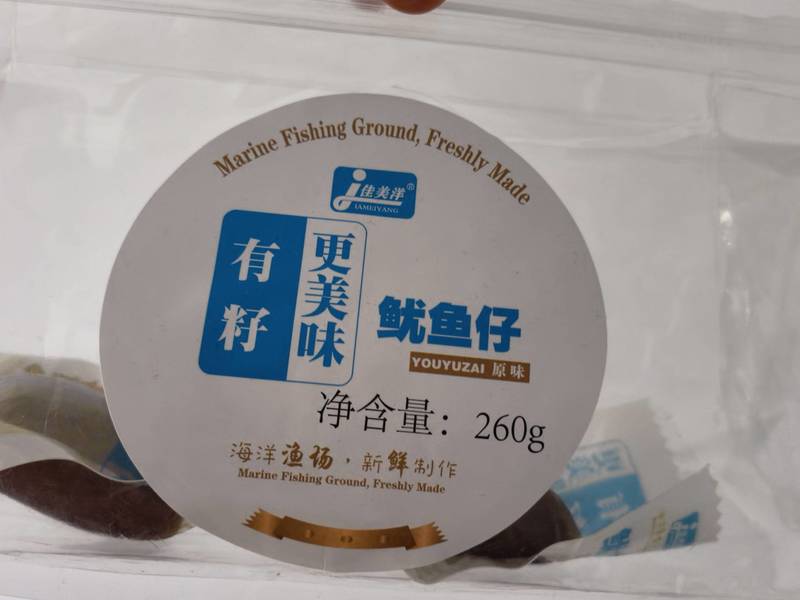 Marine Fishing Ground, Freshly Made
佳美洋®
JIAMEIYANG
有籽
更美味
鱿鱼仔
YOUYUZAI 原味
净含量：260g
海洋渔场，新鲜制作
Marine Fishing Ground, Freshly Made